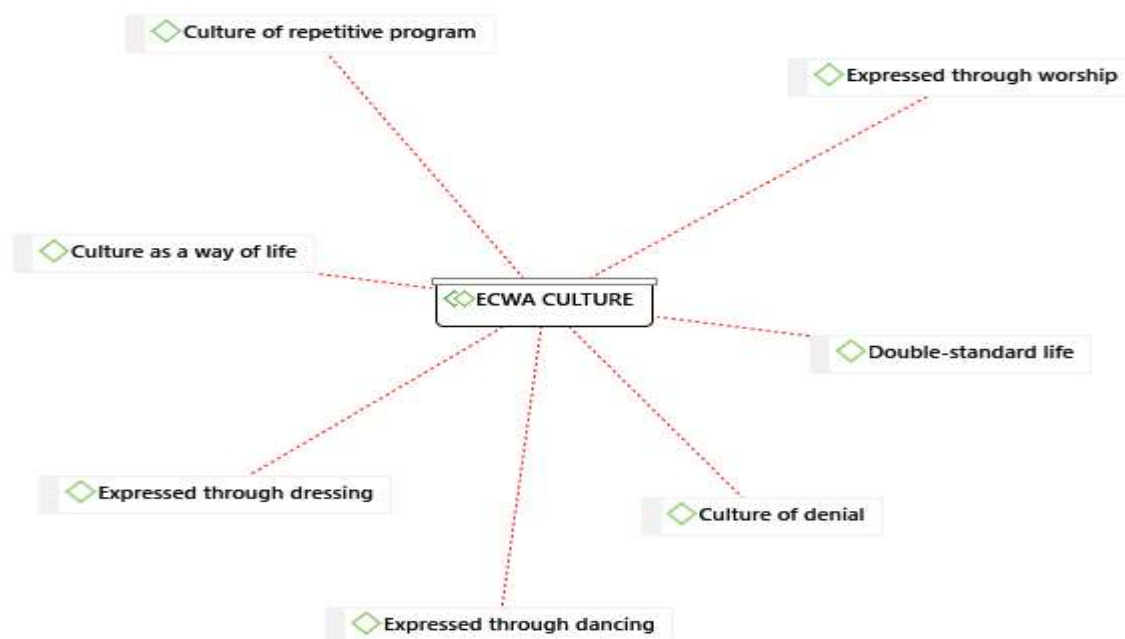 Culture of repetitive program
Expressed through worship
Culture as a way of life
ECWA CULTURE
Double-standard life
Expressed through dressing
Culture of denial
Expressed through dancing